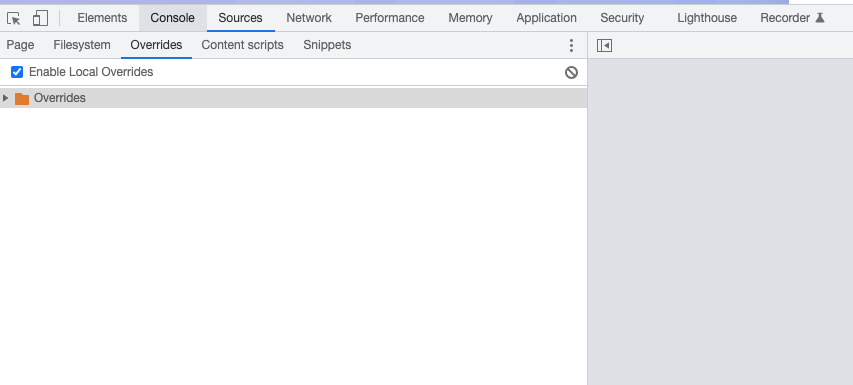 Elements Console Sources Network Performance Memory Application Security Lighthouse Recorder
Page Filesystem Overrides Content scripts Snippets
Enable Local Overrides
Overrides